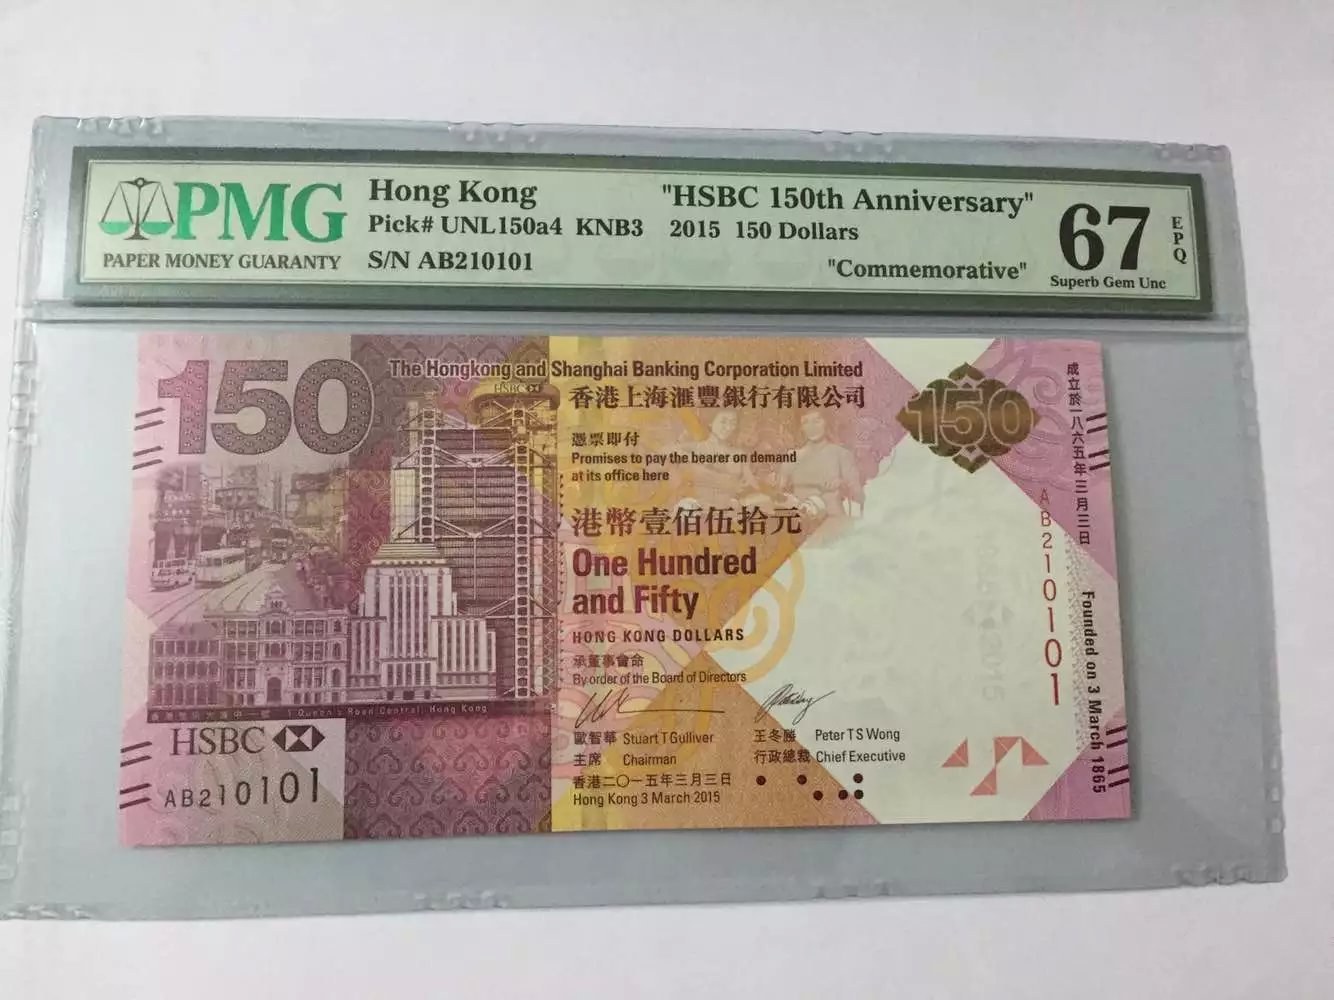 PMG
PAPER MONEY GUARANTY
Hong Kong
Pick# UNL150a4 KNB3
S/N AB210101
"HSBC 150th Anniversary"
2015 150 Dollars
"Commemorative"
67
EPQ
Superb Gem Unc
150
The Hongkong and Shanghai Banking Corporation Limited
HSBC
香港上海滙豐銀行有限公司
150
憑票即付
Promises to pay the bearer on demand
at its office here
港幣壹佰伍拾元
One Hundred
and Fifty
HONG KONG DOLLARS
承董事會命
By order of the Board of Directors
歐智華 Stuart T Gulliver
主席 Chairman
王冬勝 Peter T S Wong
行政總裁 Chief Executive
香港二〇一五年三月三日
Hong Kong 3 March 2015
1 Queen's Road Central, Hong Kong
HSBC
AB210101
成立於一八六五年三月三日
Founded on 3 March 1865
AB210101